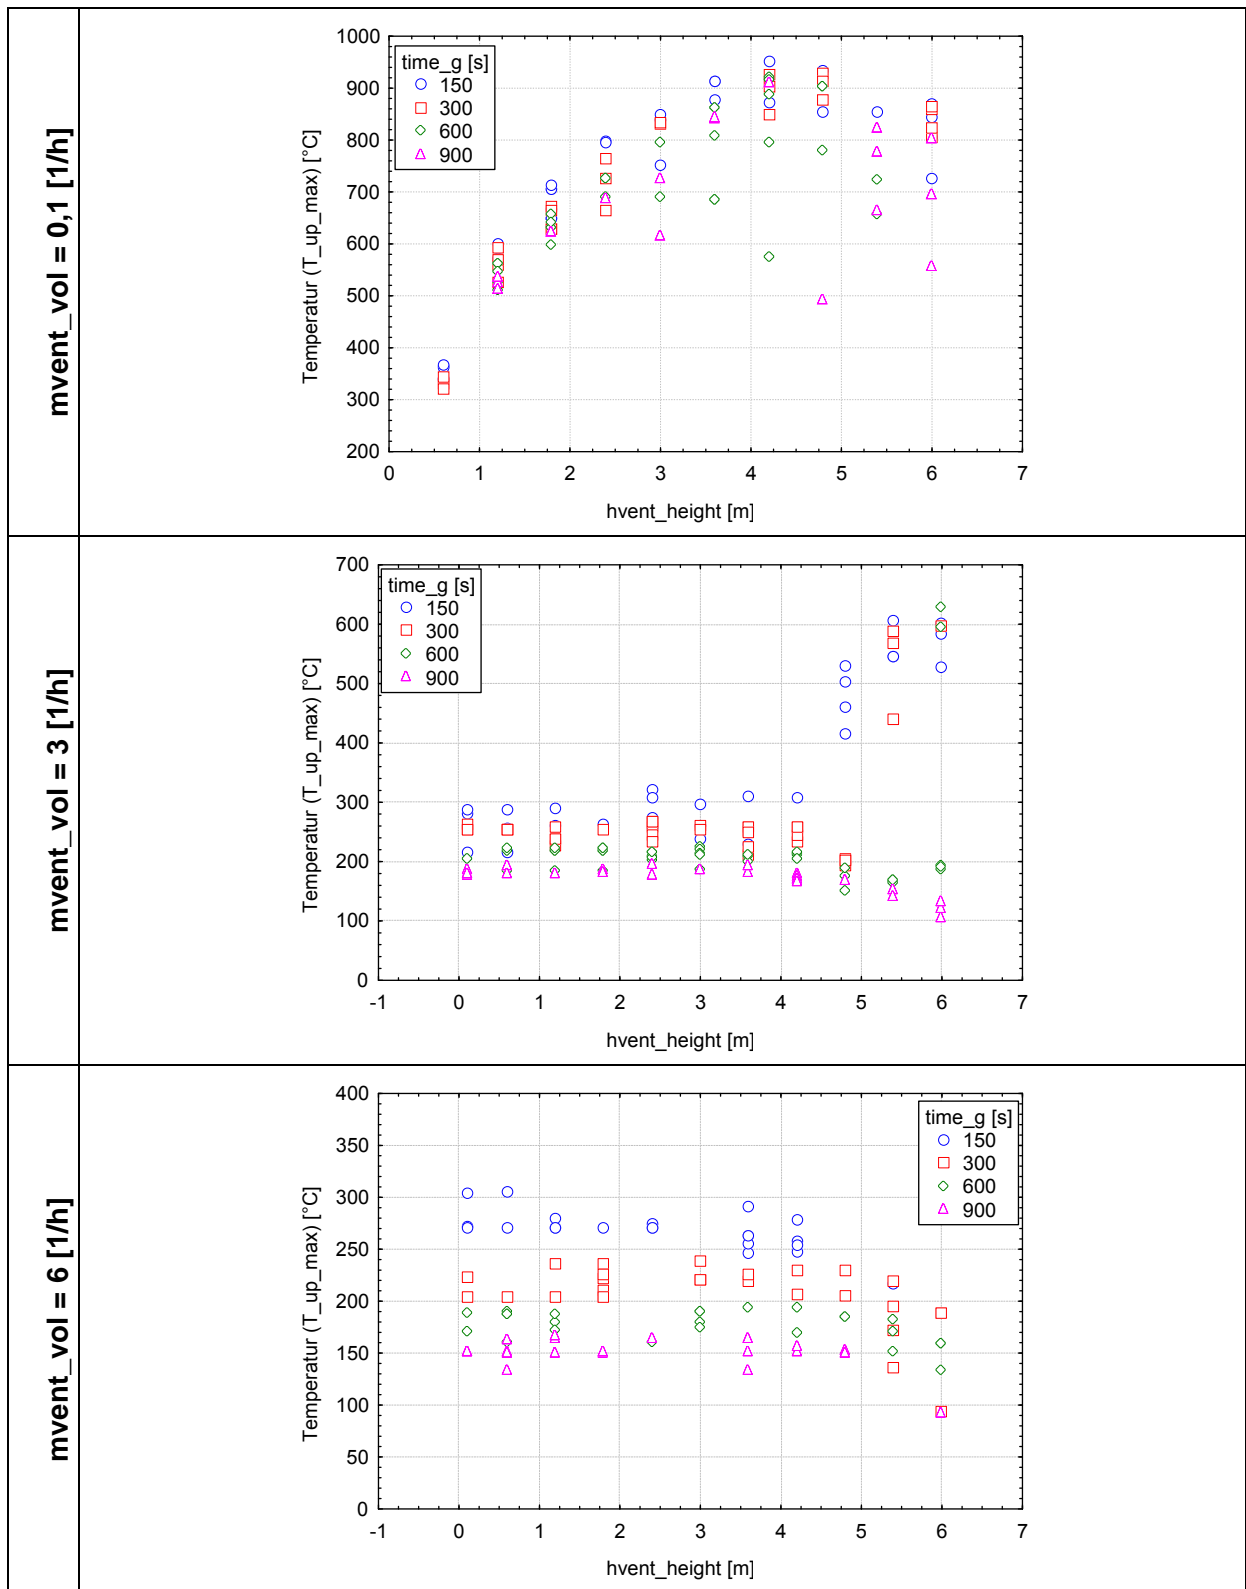 mvent_vol = 0,1 [1/h]
Temperatur (T_up_max) [°C]
1000
900
800
700
600
500
400
300
200
time_g [s]
150
300
600
900
0 1 2 3 4 5 6 7
hvent_height [m]
mvent_vol = 3 [1/h]
Temperatur (T_up_max) [°C]
700
600
500
400
300
200
100
0
time_g [s]
150
300
600
900
-1 0 1 2 3 4 5 6 7
hvent_height [m]
mvent_vol = 6 [1/h]
Temperatur (T_up_max) [°C]
400
350
300
250
200
150
100
50
0
time_g [s]
150
300
600
900
-1 0 1 2 3 4 5 6 7
hvent_height [m]